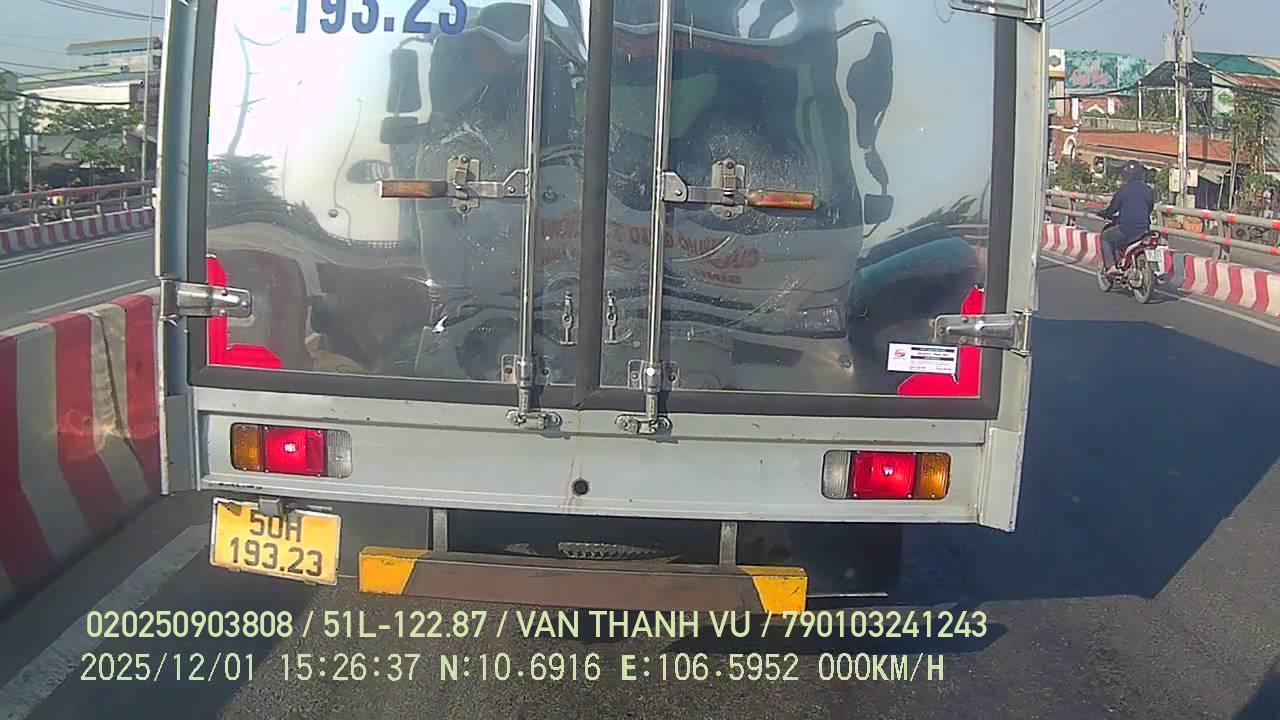 193.23
50H
193.23
020250903808 / 51L-122.87 / VAN THANH VU / 790103241243
2025/12/01 15:26:37 N:10.6916 E:106.5952 000KM/H